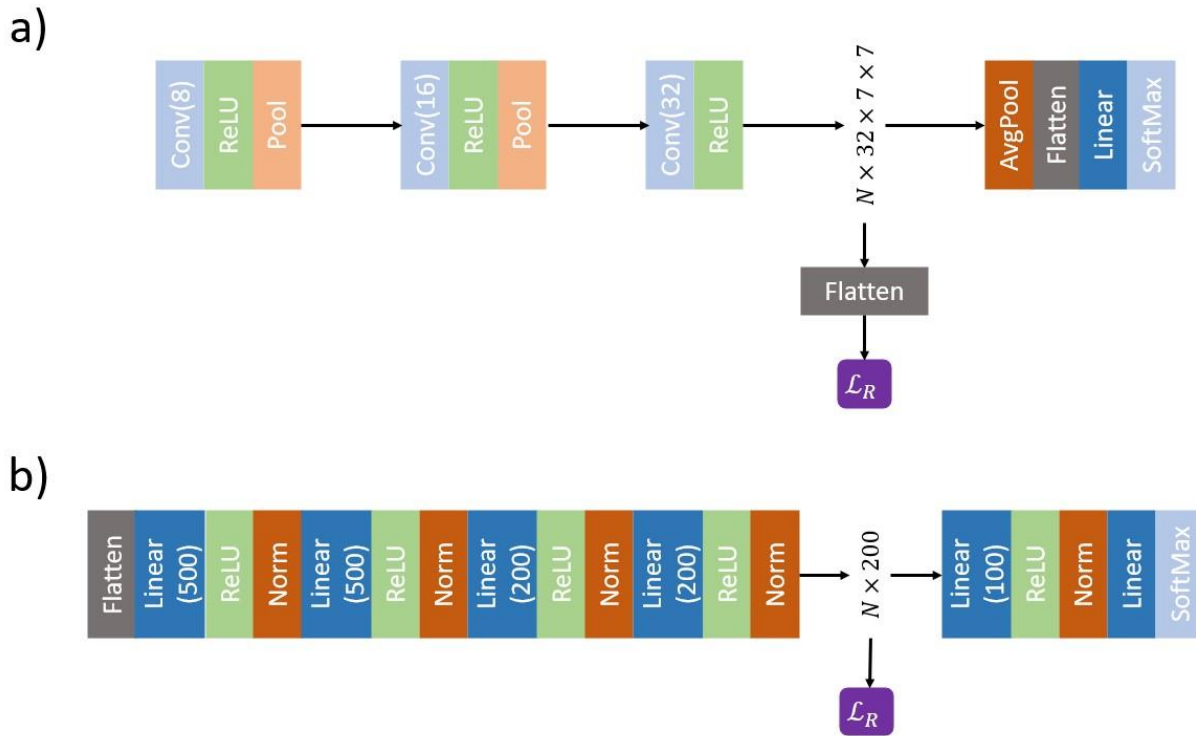 a)
Conv(8)
ReLU
Pool
Conv(16)
ReLU
Pool
Conv(32)
ReLU
N × 32 × 7 × 7
AvgPool
Flatten
Linear
SoftMax
Flatten
ℒ_R
b)
Flatten
Linear
(500)
ReLU
Norm
Linear
(500)
ReLU
Norm
Linear
(200)
ReLU
Norm
Linear
(200)
ReLU
Norm
N × 200
Linear
(100)
ReLU
Norm
Linear
SoftMax
ℒ_R